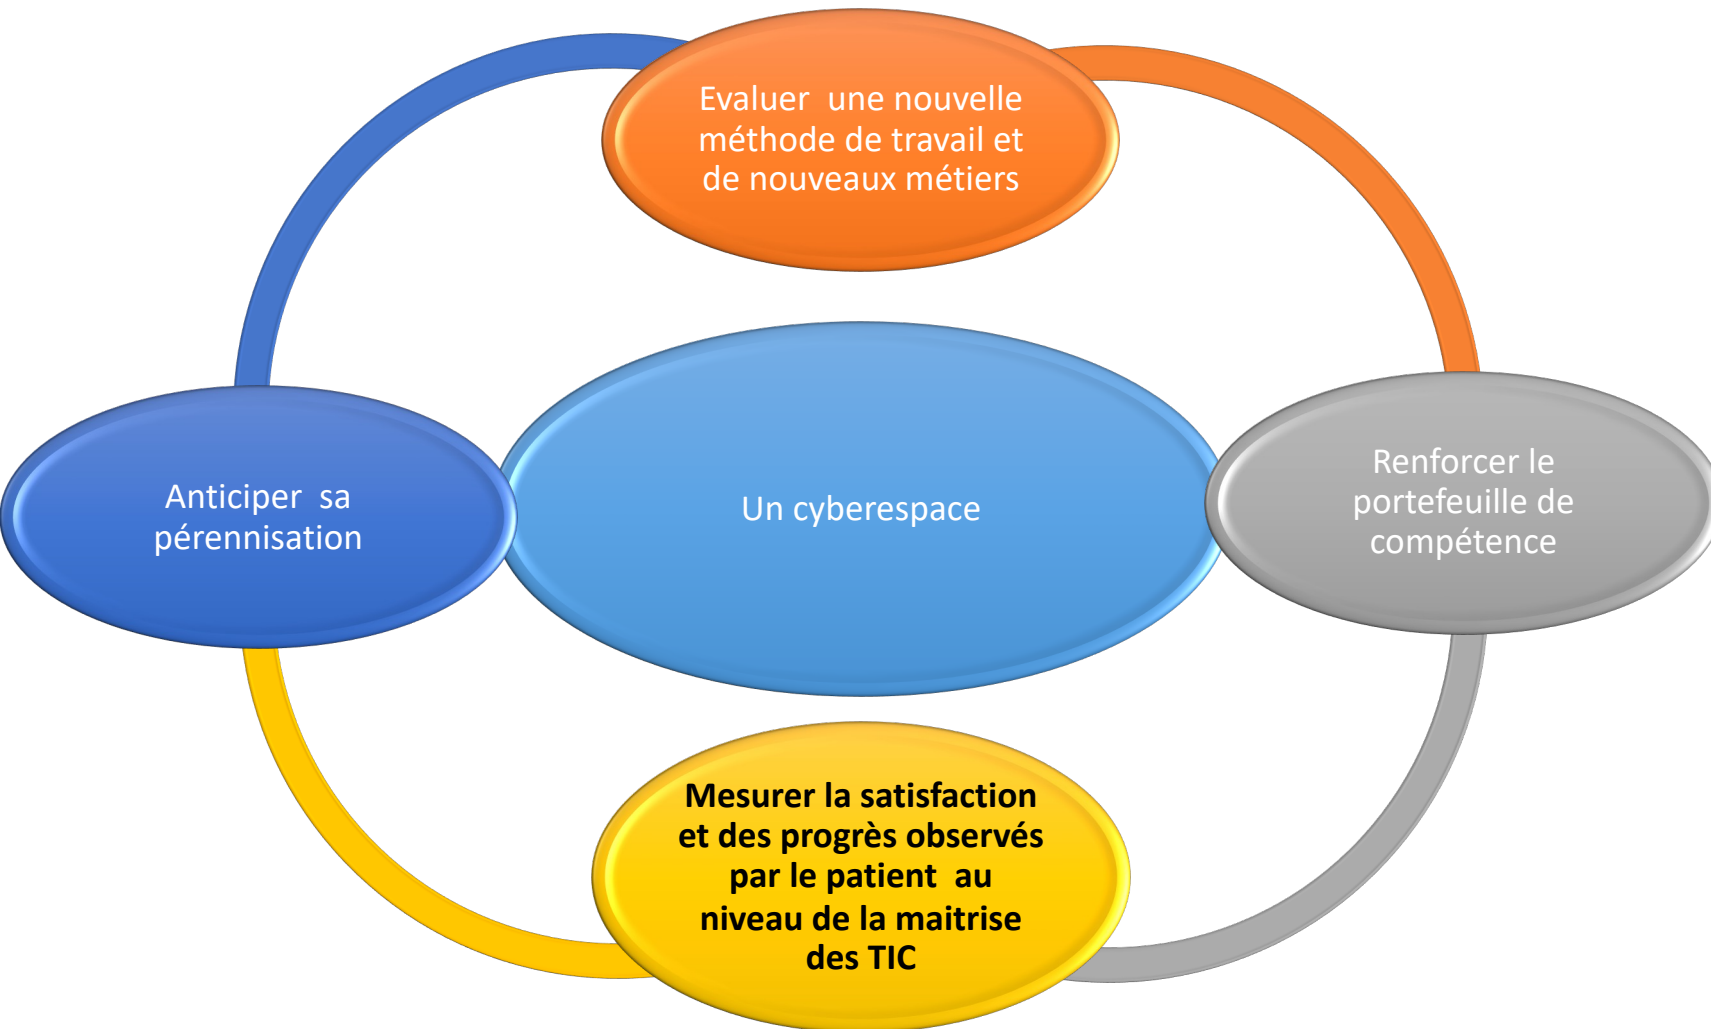 Evaluer  une nouvelle
méthode de travail et
de nouveaux métiers
Anticiper  sa
pérennisation
Un cyberespace
Renforcer le
portefeuille de
compétence
Mesurer la satisfaction
et des progrès observés
par le patient  au
niveau de la maitrise
des TIC